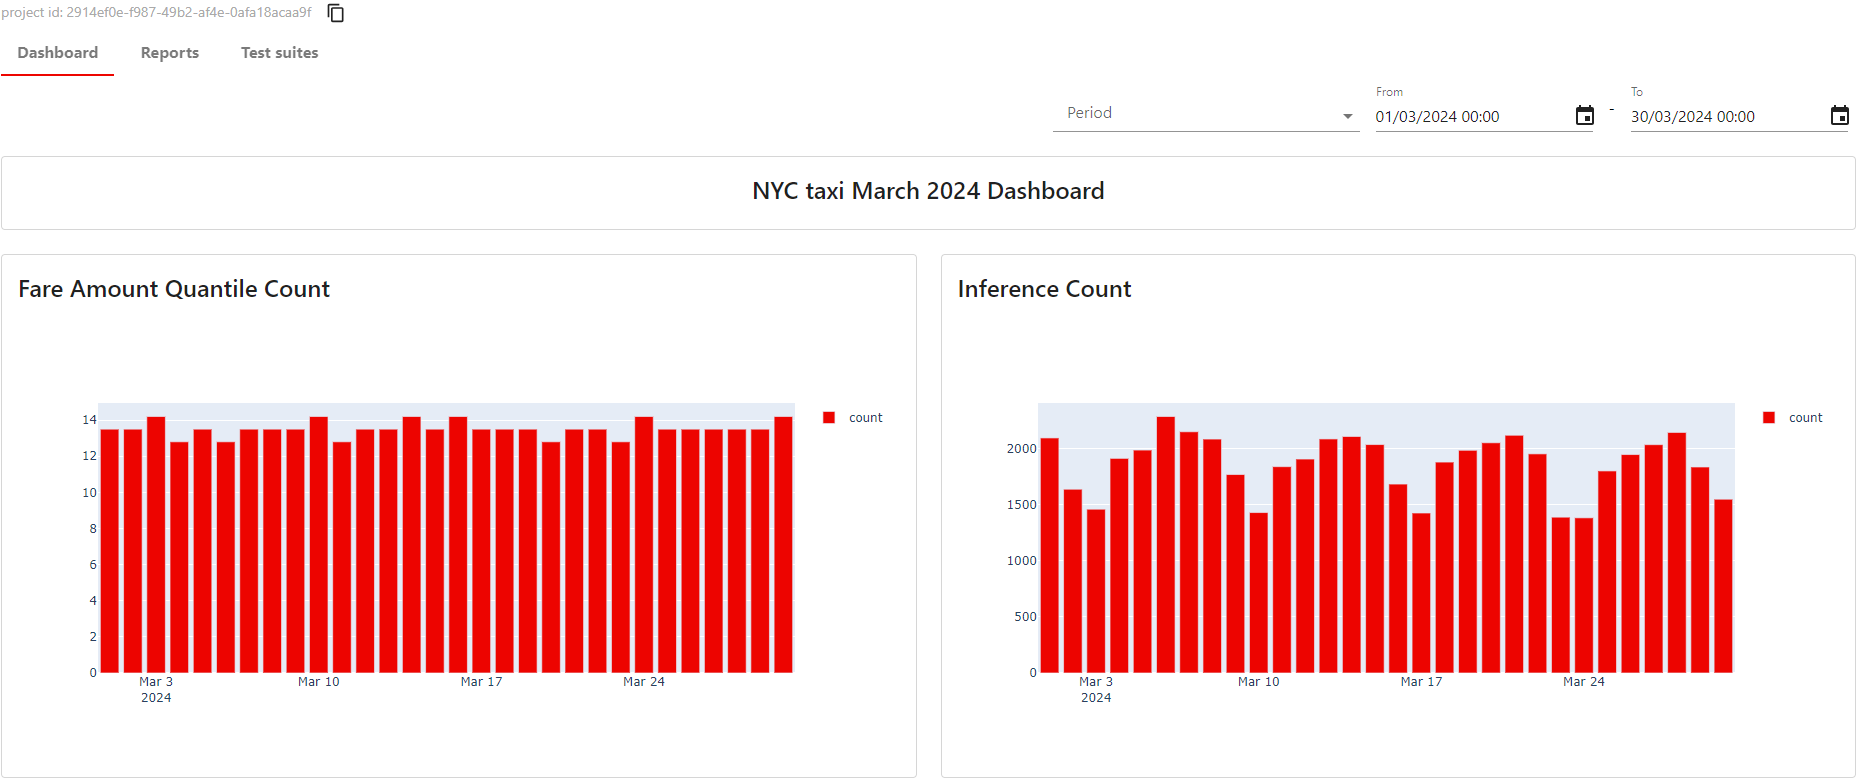 project id: 2914ef0e-f987-49b2-af4e-0afa18acaa9f
Dashboard Reports Test suites
Period
From
01/03/2024 00:00
-
To
30/03/2024 00:00
NYC taxi March 2024 Dashboard
Fare Amount Quantile Count
14
12
10
8
6
4
2
0
Mar 3
2024
Mar 10
Mar 17
Mar 24
count
Inference Count
2000
1500
1000
500
0
Mar 3
2024
Mar 10
Mar 17
Mar 24
count